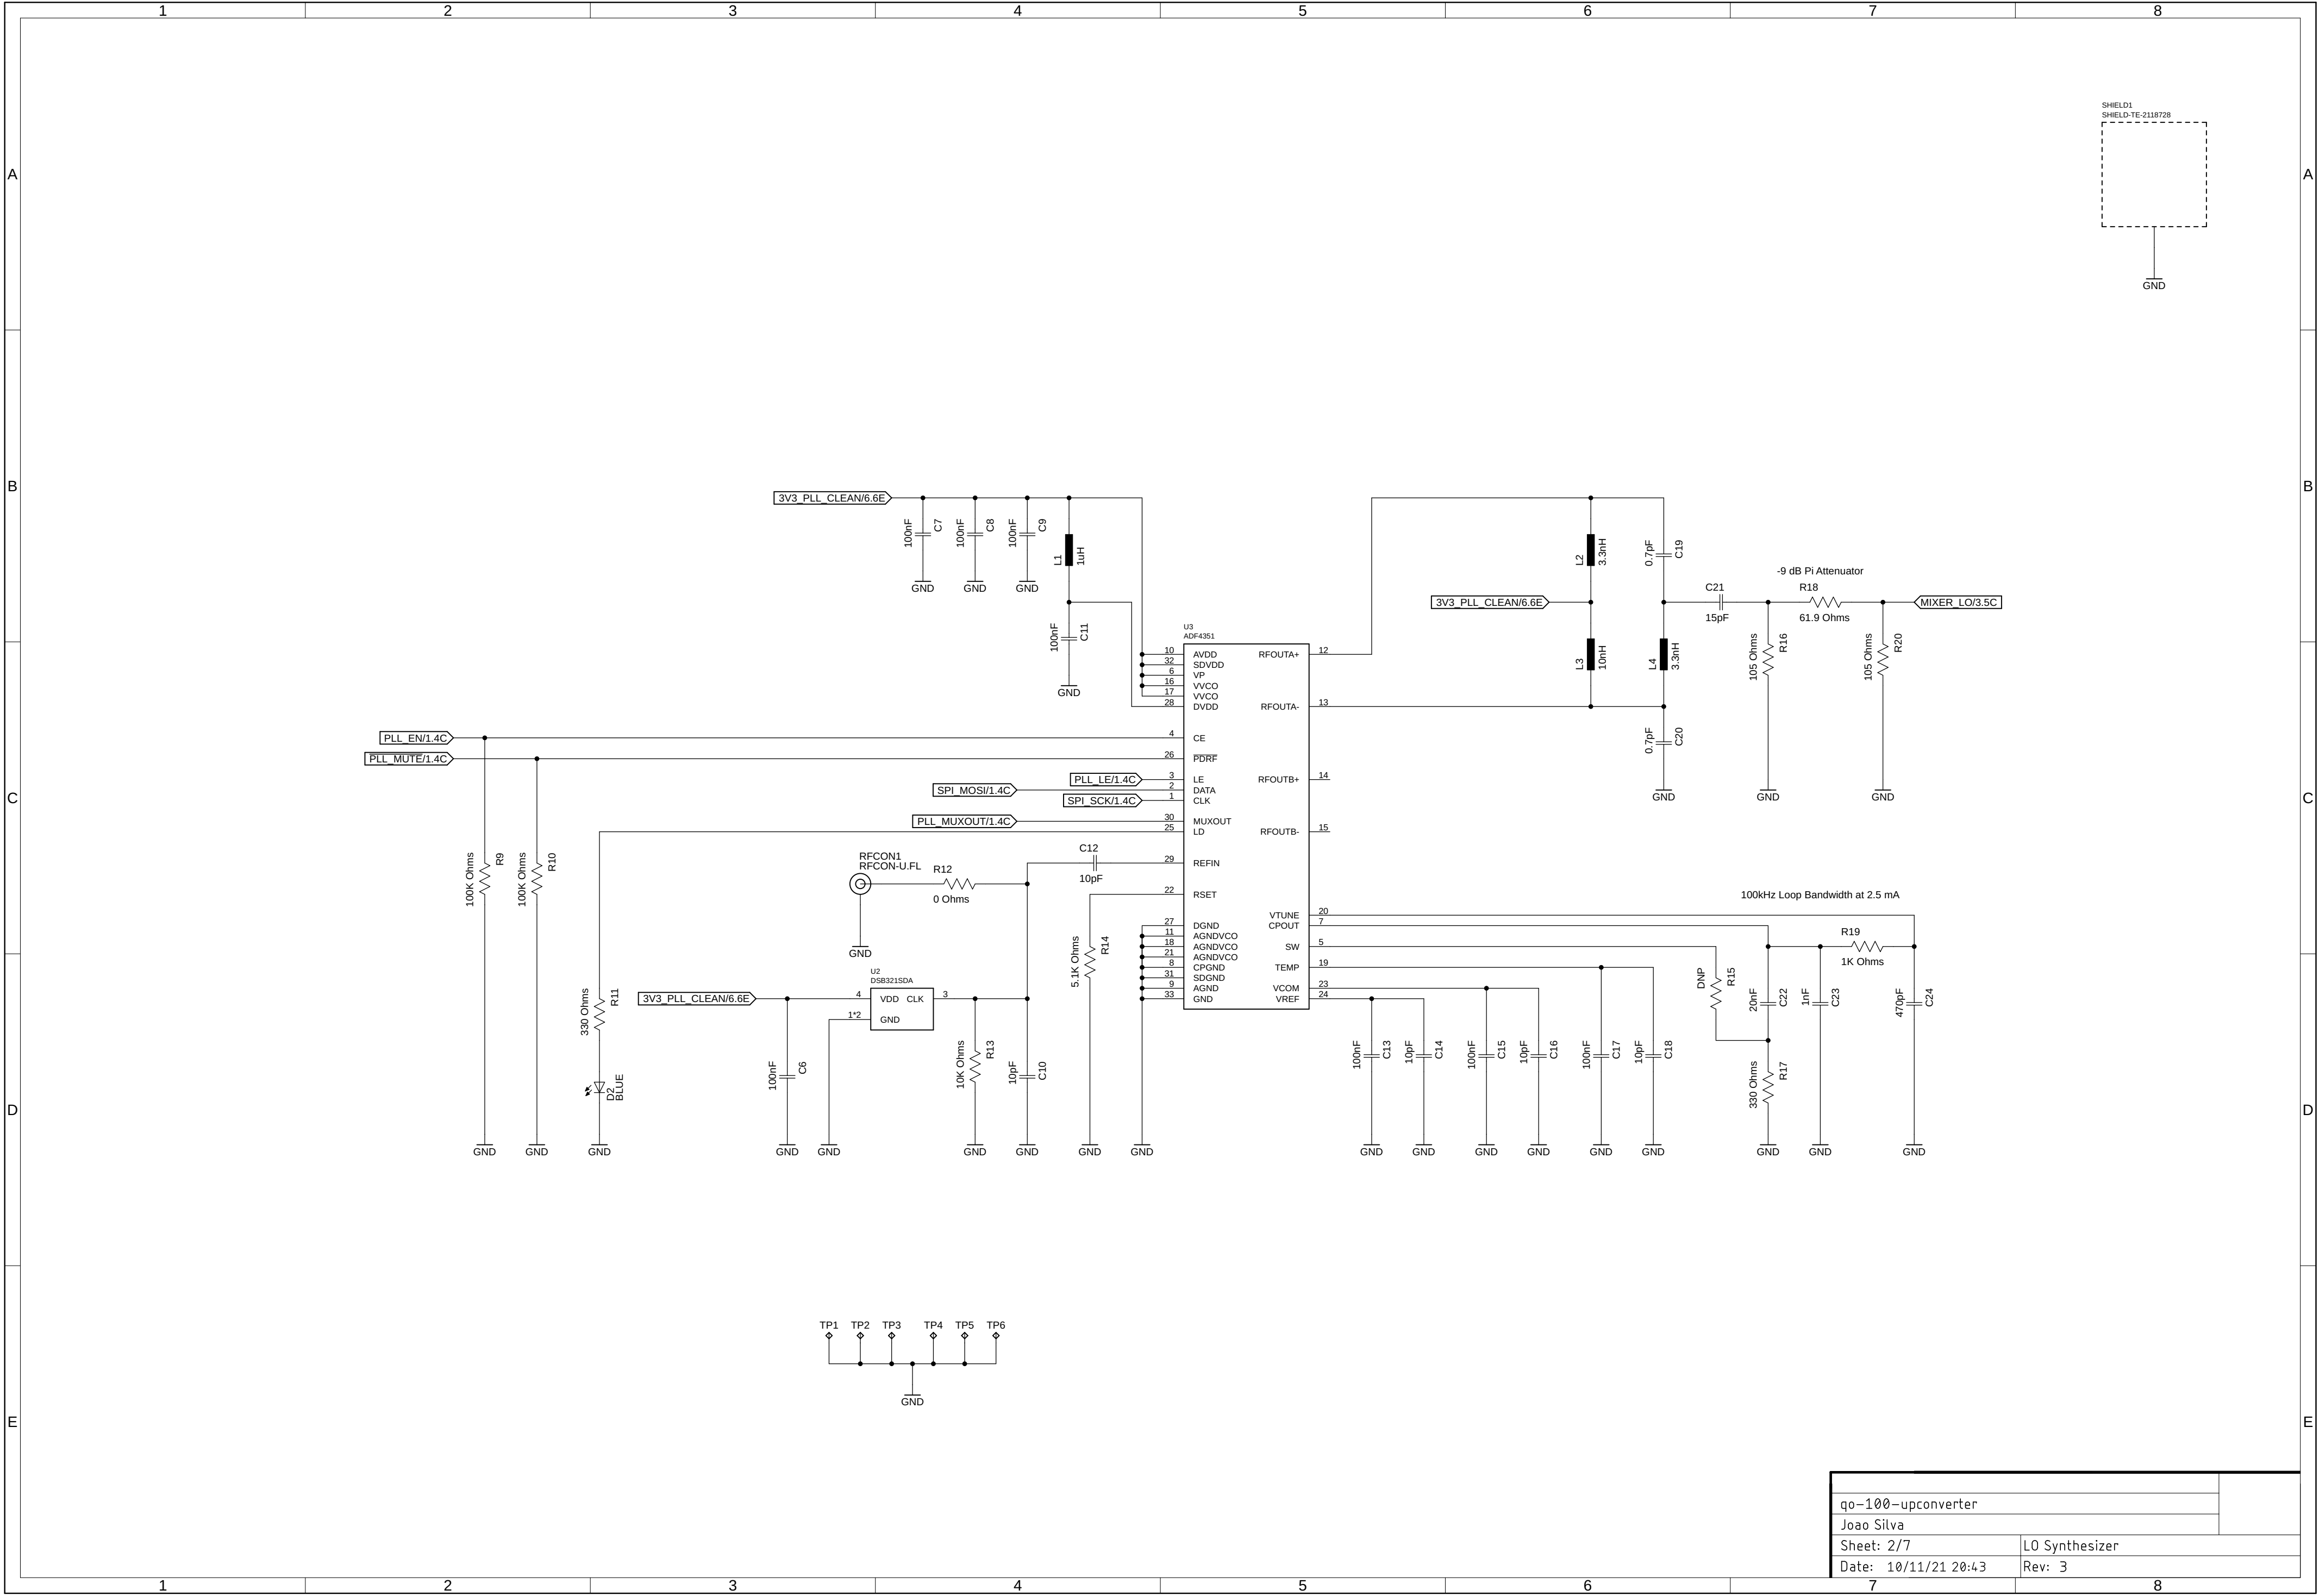 1 2 3 4 5 6 7 8
A A
SHIELD1
SHIELD-TE-2118728
GND
B B
3V3_PLL_CLEAN/6.6E
100nF C7
100nF C8
100nF C9
L1 1uH
GND GND GND
100nF C11
GND
L2 3.3nH
0.7pF C19
-9 dB Pi Attenuator
C21 R18
3V3_PLL_CLEAN/6.6E MIXER_LO/3.5C
15pF 61.9 Ohms
L3 10nH
L4 3.3nH
105 Ohms R16
105 Ohms R20
0.7pF C20
GND GND GND
U3
ADF4351
10 AVDD RFOUTA+ 12
32 SDVDD
6 VP
16 VVCO
17 VVCO
28 DVDD RFOUTA- 13
PLL_EN/1.4C 4 CE
PLL_MUTE/1.4C 26 PDRF
PLL_LE/1.4C 3 LE RFOUTB+ 14
SPI_MOSI/1.4C 2 DATA
SPI_SCK/1.4C 1 CLK
C C
PLL_MUXOUT/1.4C 30 MUXOUT
25 LD RFOUTB- 15
C12
10pF
29 REFIN
RFCON1
RFCON-U.FL
R12
0 Ohms
GND
22 RSET
100kHz Loop Bandwidth at 2.5 mA
VTUNE 20
27 DGND CPOUT 7
11 AGNDVCO
18 AGNDVCO SW 5
21 AGNDVCO
8 CPGND TEMP 19
31 SDGND
9 AGND VCOM 23
33 GND VREF 24
100K Ohms R9
100K Ohms R10
330 Ohms R11
D2
BLUE
U2
DSB321SDA
3V3_PLL_CLEAN/6.6E 4 VDD CLK 3
1*2 GND
100nF C6
10K Ohms R13
10pF C10
5.1K Ohms R14
100nF C13
10pF C14
100nF C15
10pF C16
100nF C17
10pF C18
R19
1K Ohms
DNP R15
20nF C22
1nF C23
470pF C24
330 Ohms R17
D D
GND GND GND GND GND GND GND GND GND GND GND GND GND GND GND GND GND GND
TP1 TP2 TP3 TP4 TP5 TP6
GND
E E
qo-100-upconverter
Joao Silva
Sheet: 2/7 LO Synthesizer
Date: 10/11/21 20:43 Rev: 3
1 2 3 4 5 6 7 8